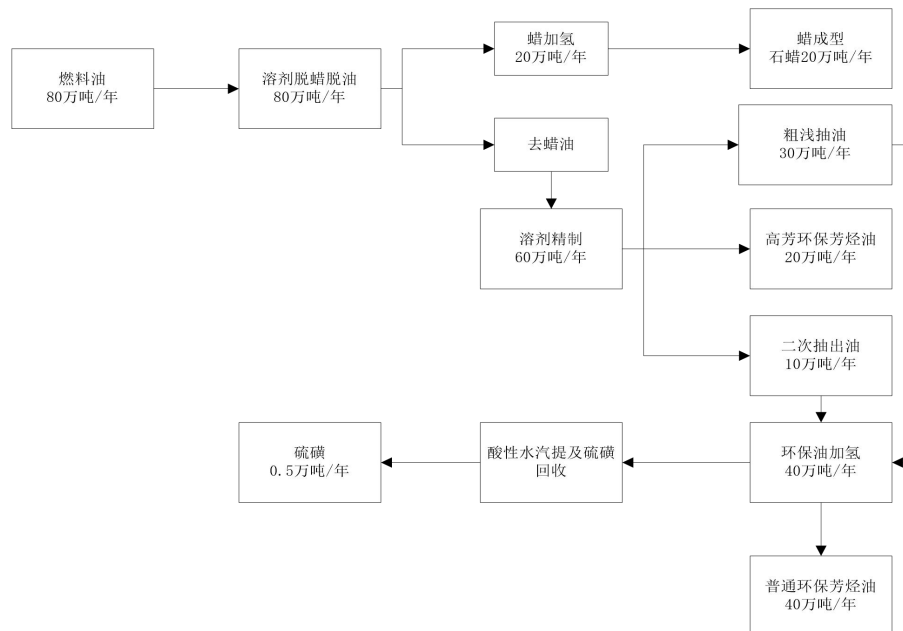 燃料油
80万吨/年
溶剂脱蜡脱油
80万吨/年
蜡加氢
20万吨/年
蜡成型
石蜡20万吨/年
去蜡油
粗浅抽油
30万吨/年
溶剂精制
60万吨/年
高芳环保芳烃油
20万吨/年
二次抽出油
10万吨/年
硫磺
0.5万吨/年
酸性水汽提及硫磺
回收
环保油加氢
40万吨/年
普通环保芳烃油
40万吨/年